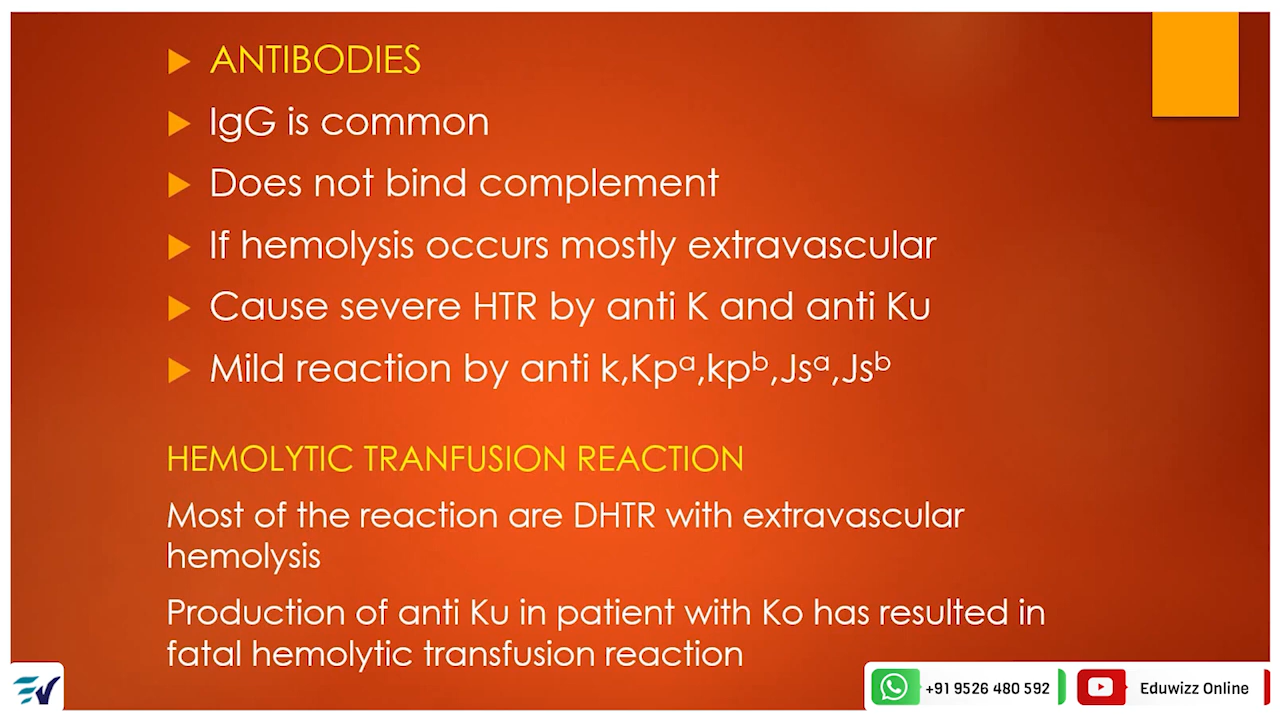 ANTIBODIES
IgG is common
Does not bind complement
If hemolysis occurs mostly extravascular
Cause severe HTR by anti K and anti Ku
Mild reaction by anti k,Kpᵃ,kpᵇ,Jsᵃ,Jsᵇ
HEMOLYTIC TRANFUSION REACTION
Most of the reaction are DHTR with extravascular
hemolysis
Production of anti Ku in patient with Ko has resulted in
fatal hemolytic transfusion reaction
+91 9526 480 592
Eduwizz Online